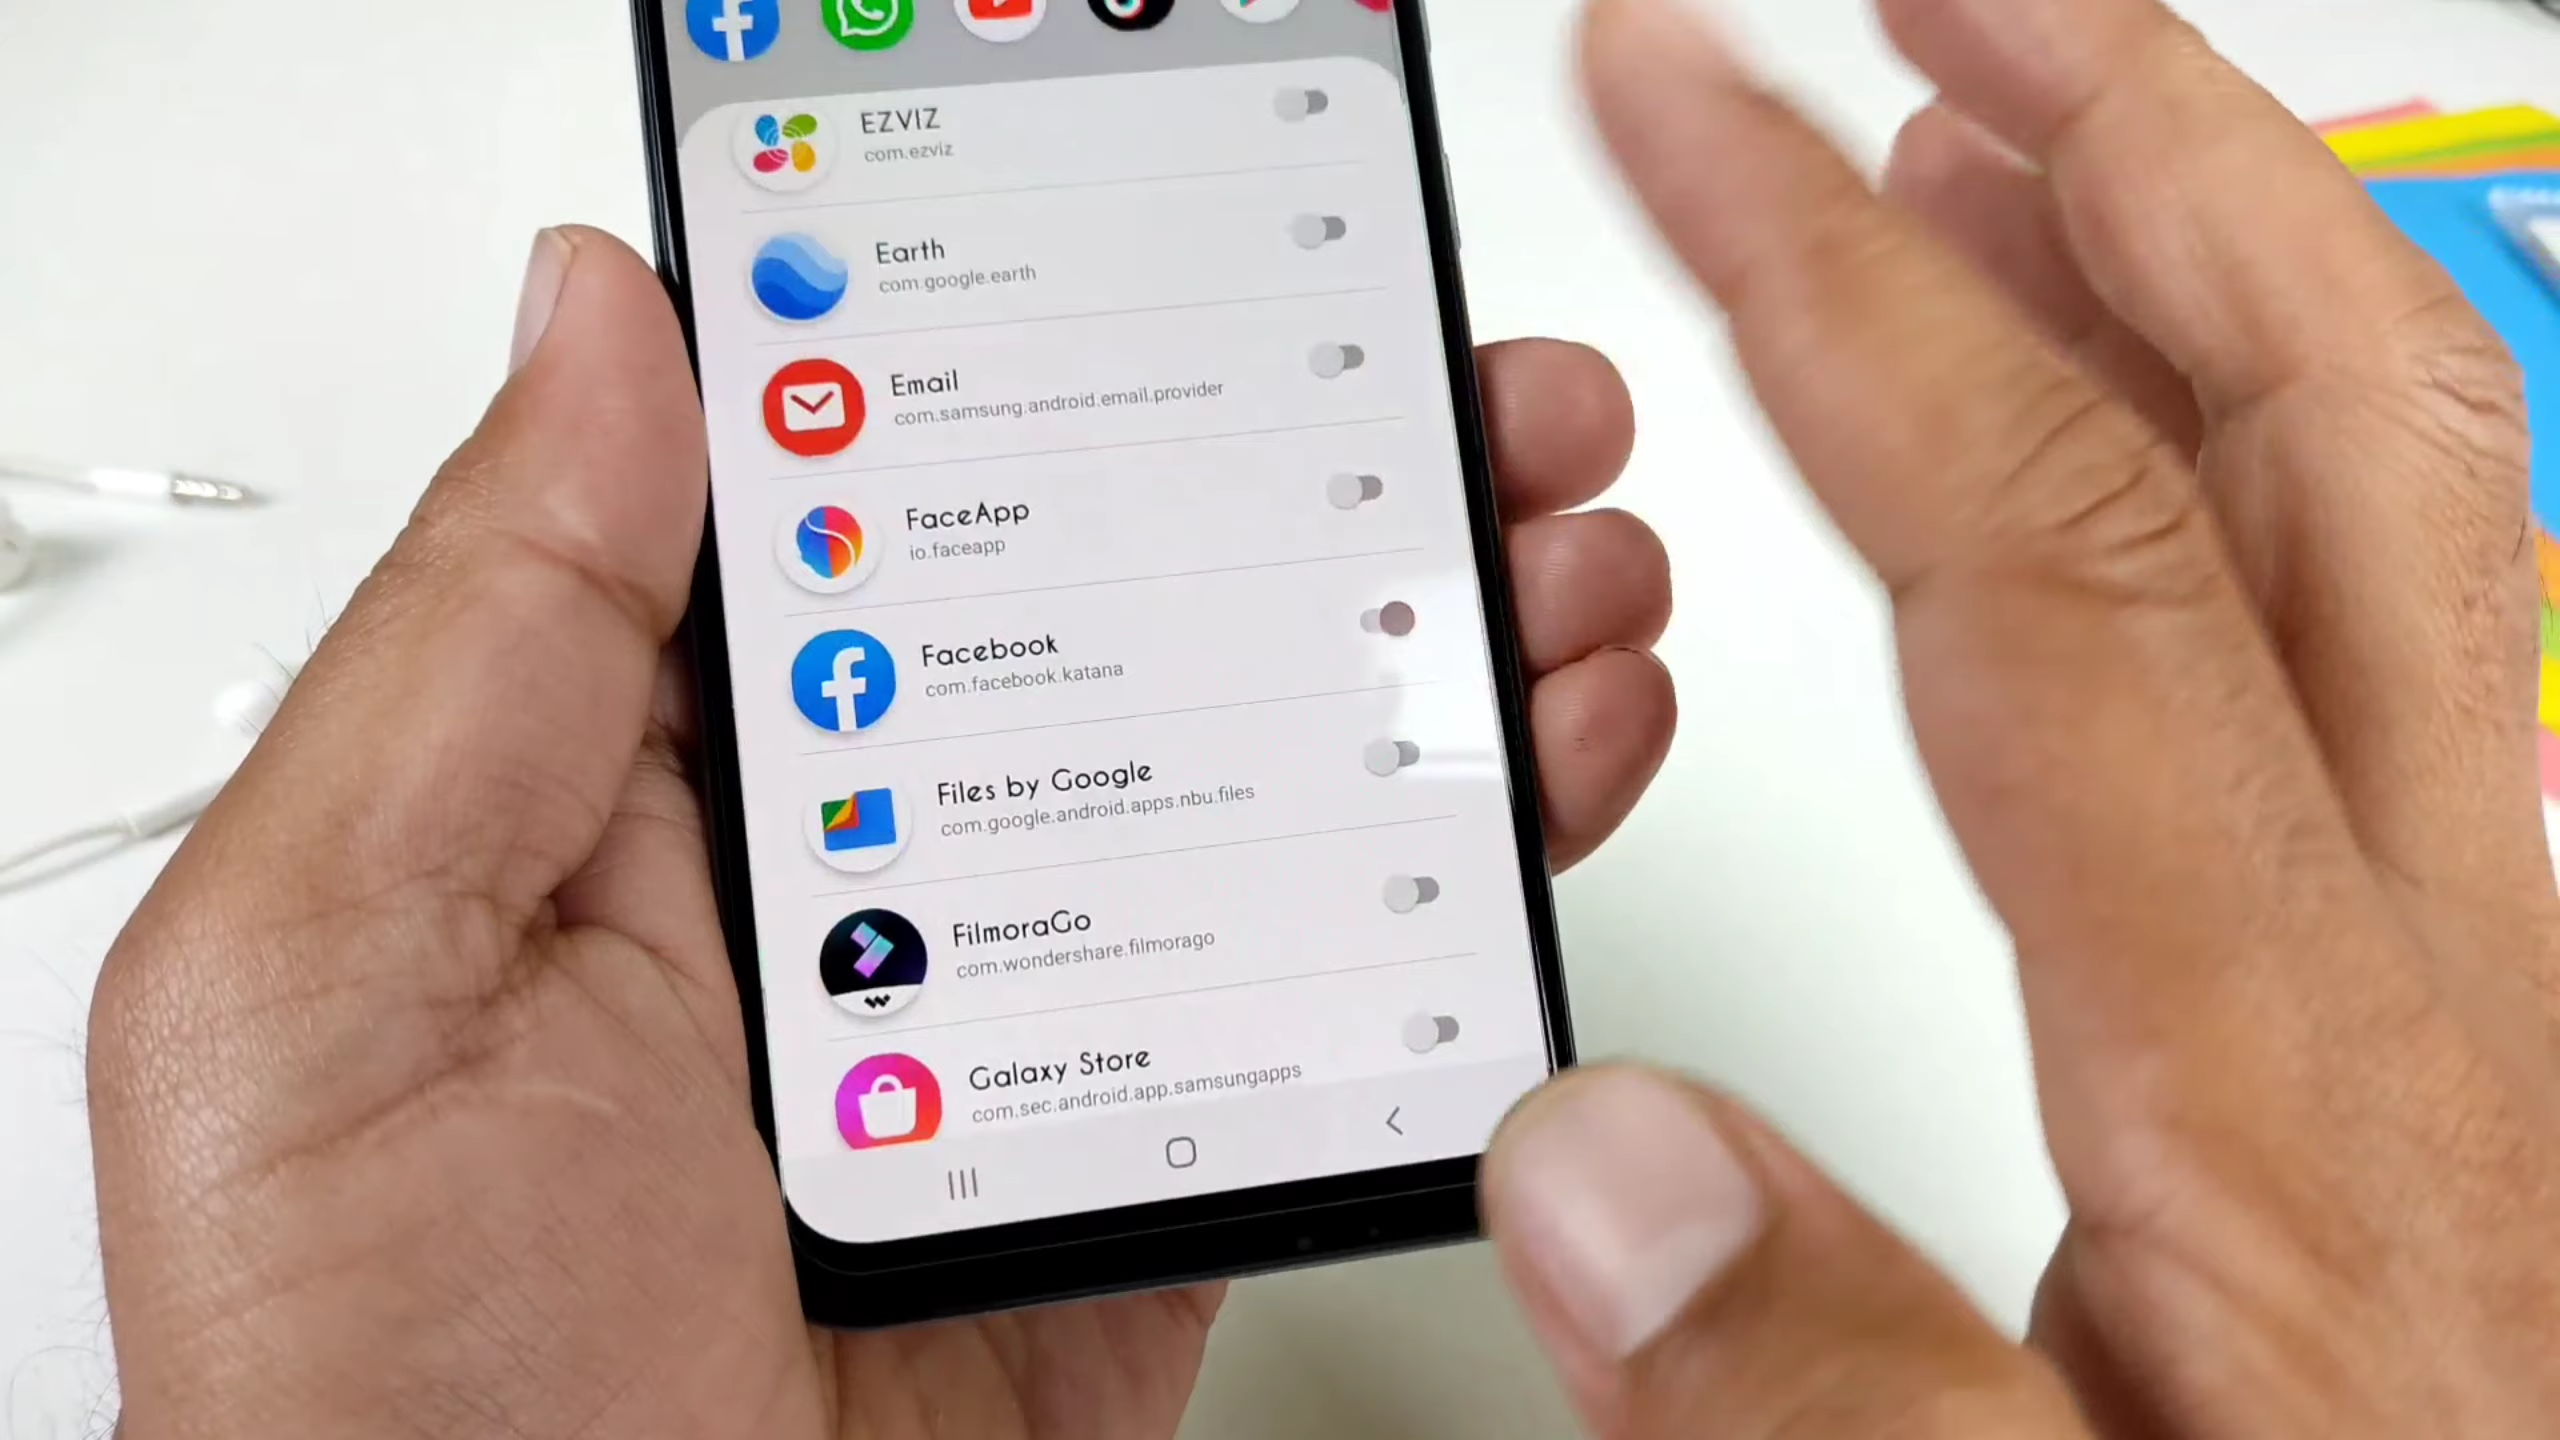 EZVIZ
com.ezviz
Earth
com.google.earth
Email
com.samsung.android.email.provider
FaceApp
io.faceapp
Facebook
com.facebook.katana
Files by Google
com.google.android.apps.nbu.files
FilmoraGo
com.wondershare.filmorago
Galaxy Store
com.sec.android.app.samsungapps